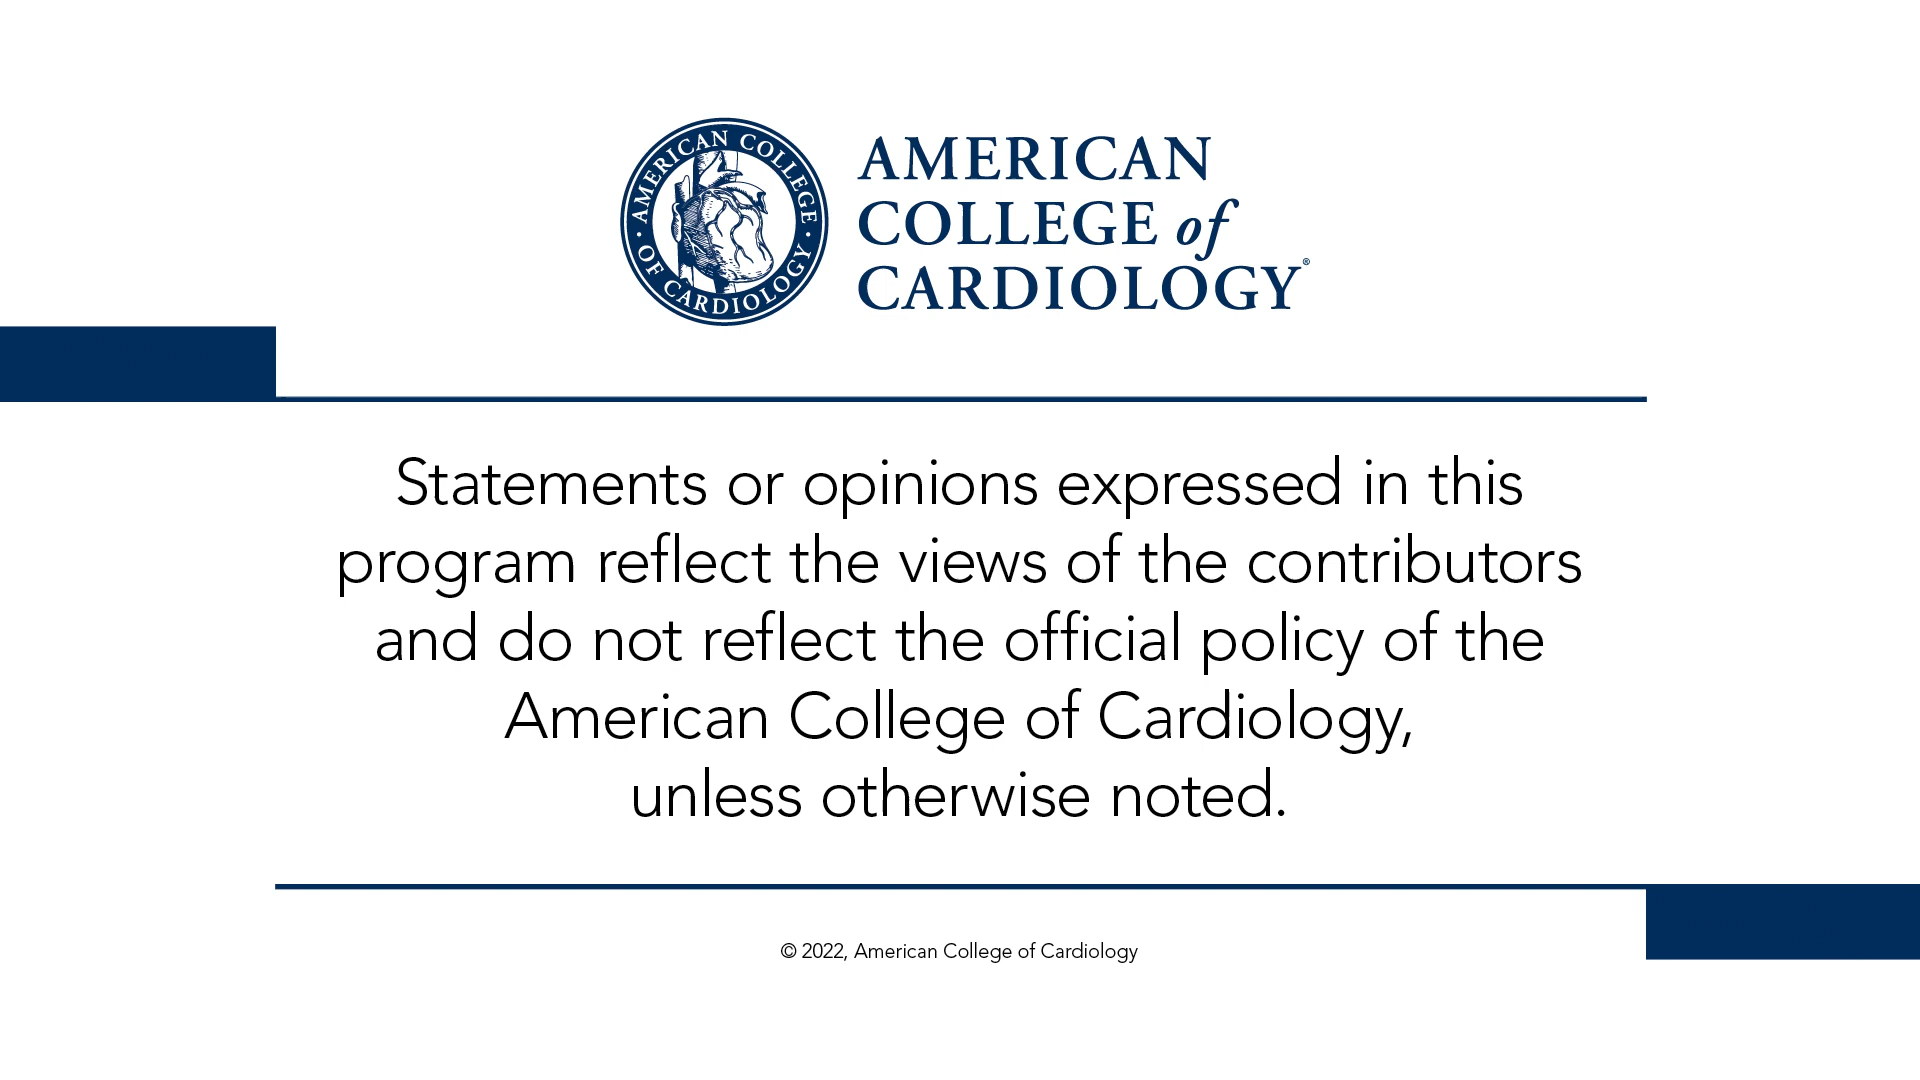 AMERICAN COLLEGE
OF CARDIOLOGY
AMERICAN
COLLEGE of
CARDIOLOGY®
Statements or opinions expressed in this
program reflect the views of the contributors
and do not reflect the official policy of the
American College of Cardiology,
unless otherwise noted.
© 2022, American College of Cardiology